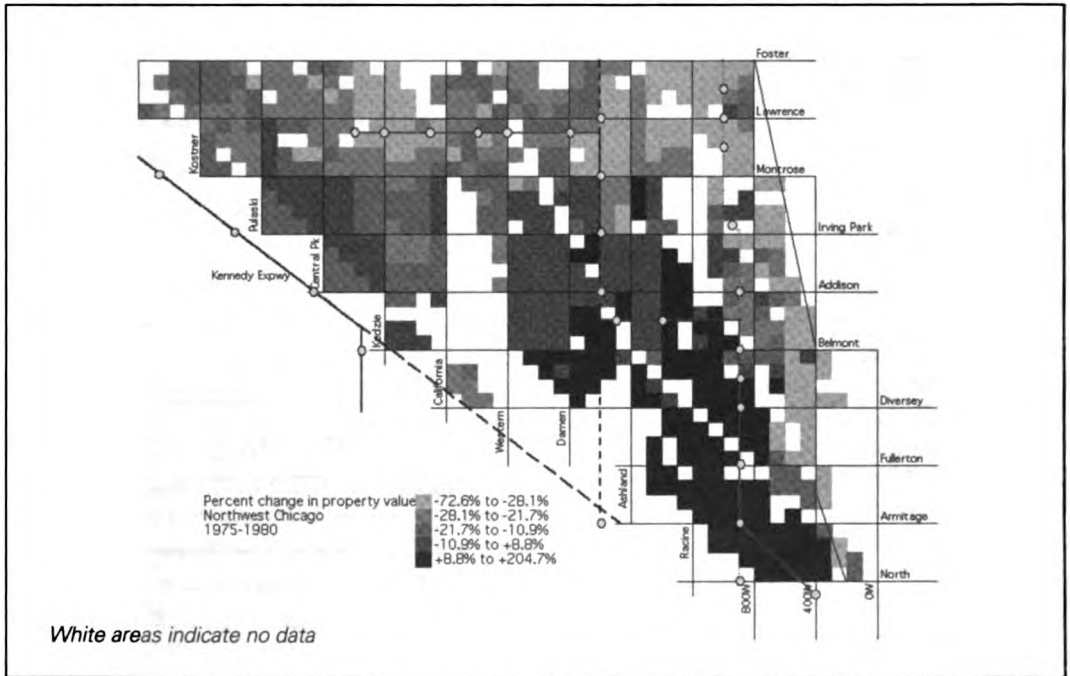 Foster
Lawrence
Kostner
Montrose
Pulaski
Irving Park
Central Pk
Kennedy Expwy
Addison
Kedzie
Belmont
California
Diversey
Western
Damen
Fullerton
Ashland
Percent change in property value
Northwest Chicago
1975-1980
-72.6% to -28.1%
-28.1% to -21.7%
-21.7% to -10.9%
-10.9% to +8.8%
+8.8% to +204.7%
Armitage
Racine
North
800W
400W
0W
White areas indicate no data